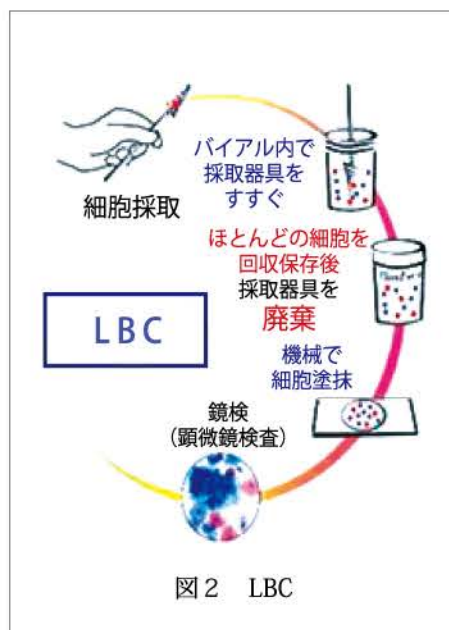 細胞採取
バイアル内で
採取器具を
すすぐ
ほとんどの細胞を
回収保存後
採取器具を
廃棄
LBC
機械で
細胞塗抹
鏡検
（顕微鏡検査）
図２　LBC